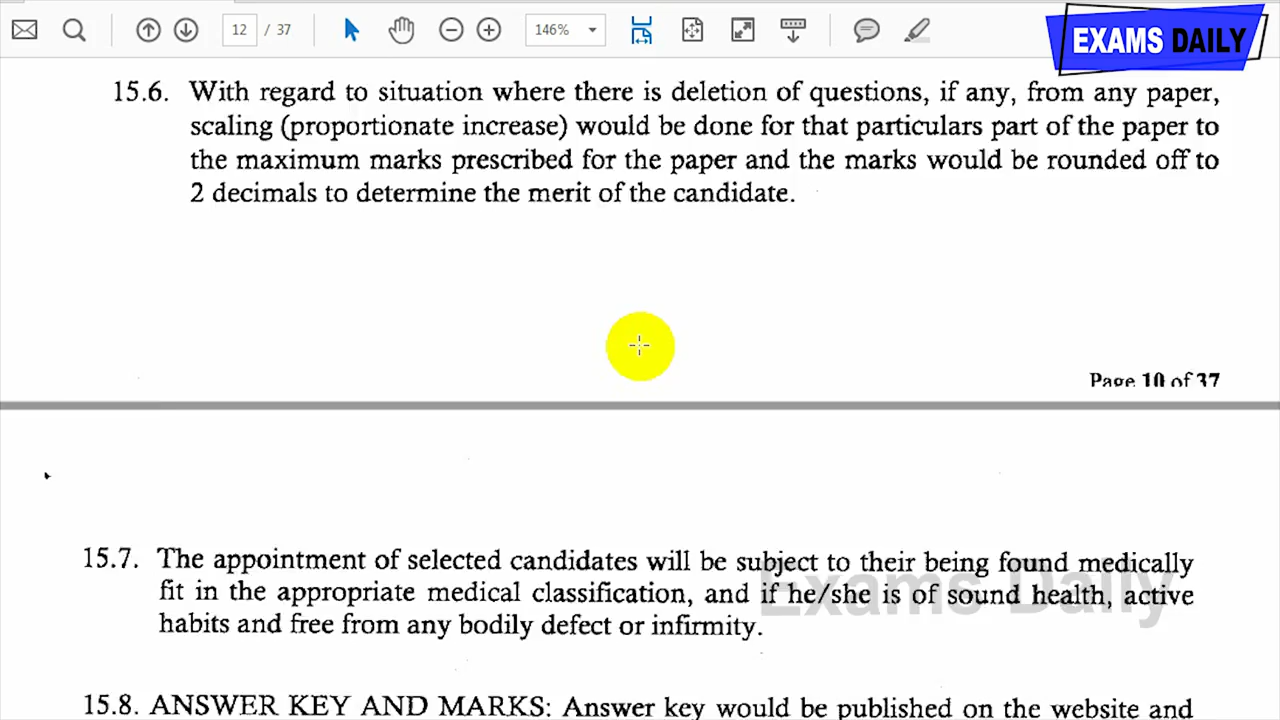 12 / 37
146%
EXAMS DAILY
15.6. With regard to situation where there is deletion of questions, if any, from any paper,
scaling (proportionate increase) would be done for that particulars part of the paper to
the maximum marks prescribed for the paper and the marks would be rounded off to
2 decimals to determine the merit of the candidate.
Page 10 of 37
15.7. The appointment of selected candidates will be subject to their being found medically
fit in the appropriate medical classification, and if he/she is of sound health, active
habits and free from any bodily defect or infirmity.
Exams Daily
15.8. ANSWER KEY AND MARKS: Answer key would be published on the website and